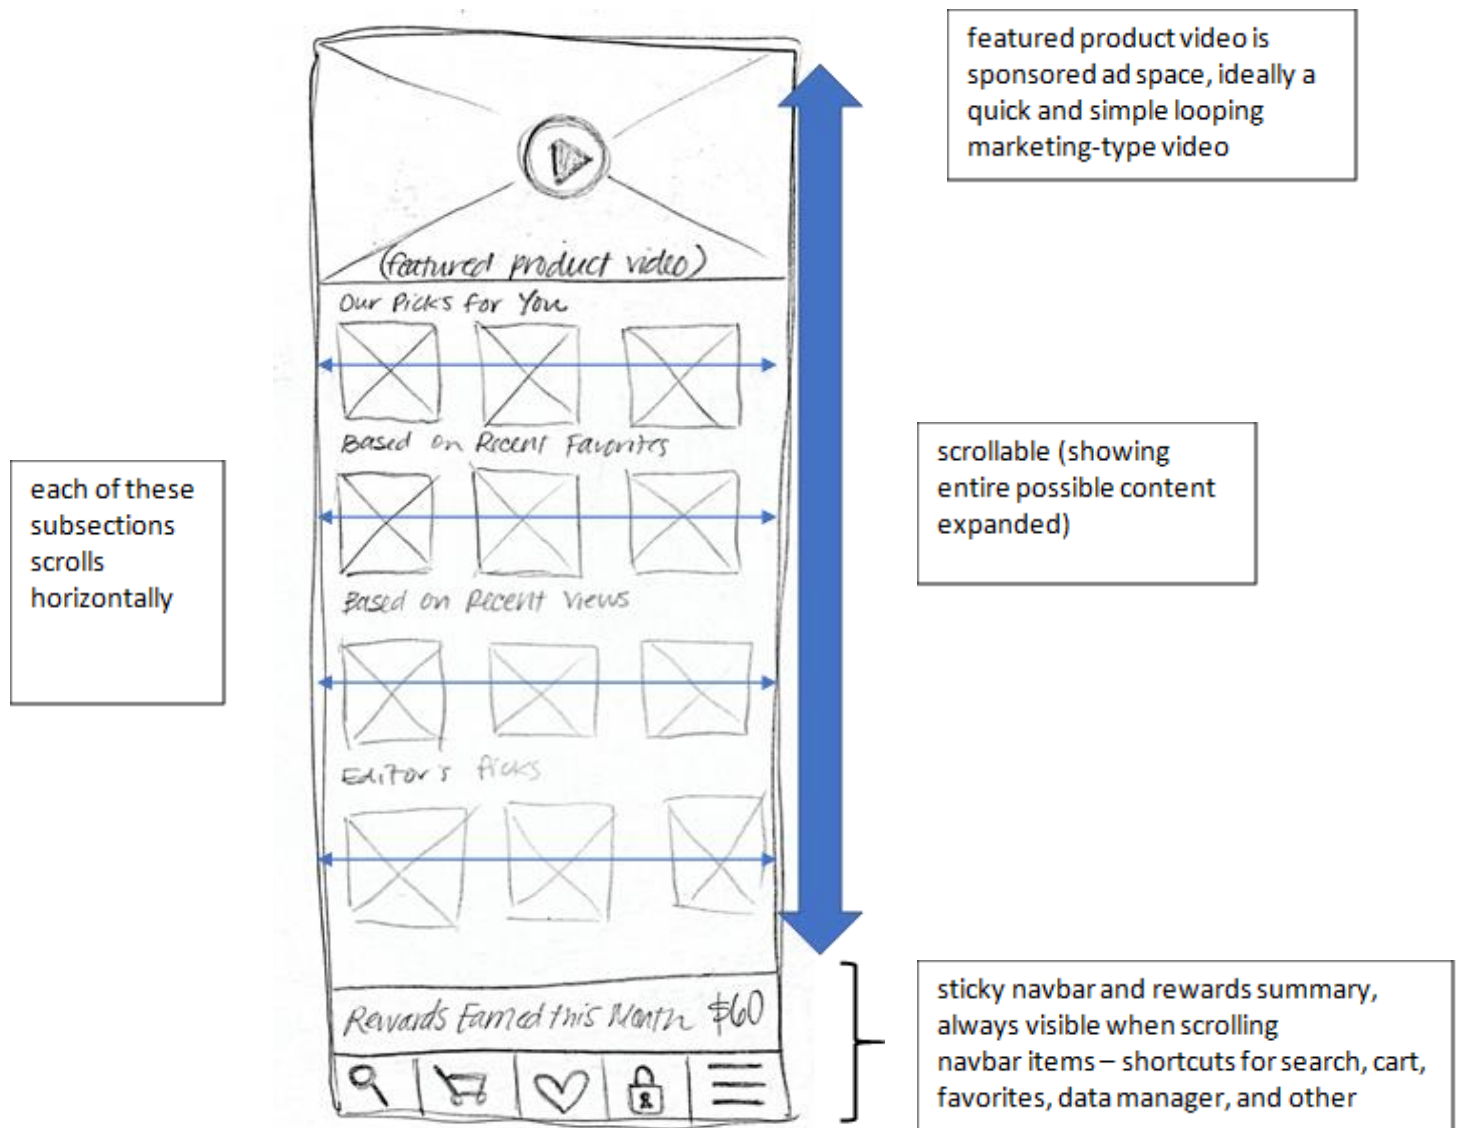 featured product video is
sponsored ad space, ideally a
quick and simple looping
marketing-type video
(featured product video)
Our Picks for You
Based on Recent Favorites
scrollable (showing
entire possible content
expanded)
each of these
subsections
scrolls
horizontally
Based on Recent Views
Editor's Picks
Rewards Earned this Month $60
sticky navbar and rewards summary,
always visible when scrolling
navbar items – shortcuts for search, cart,
favorites, data manager, and other